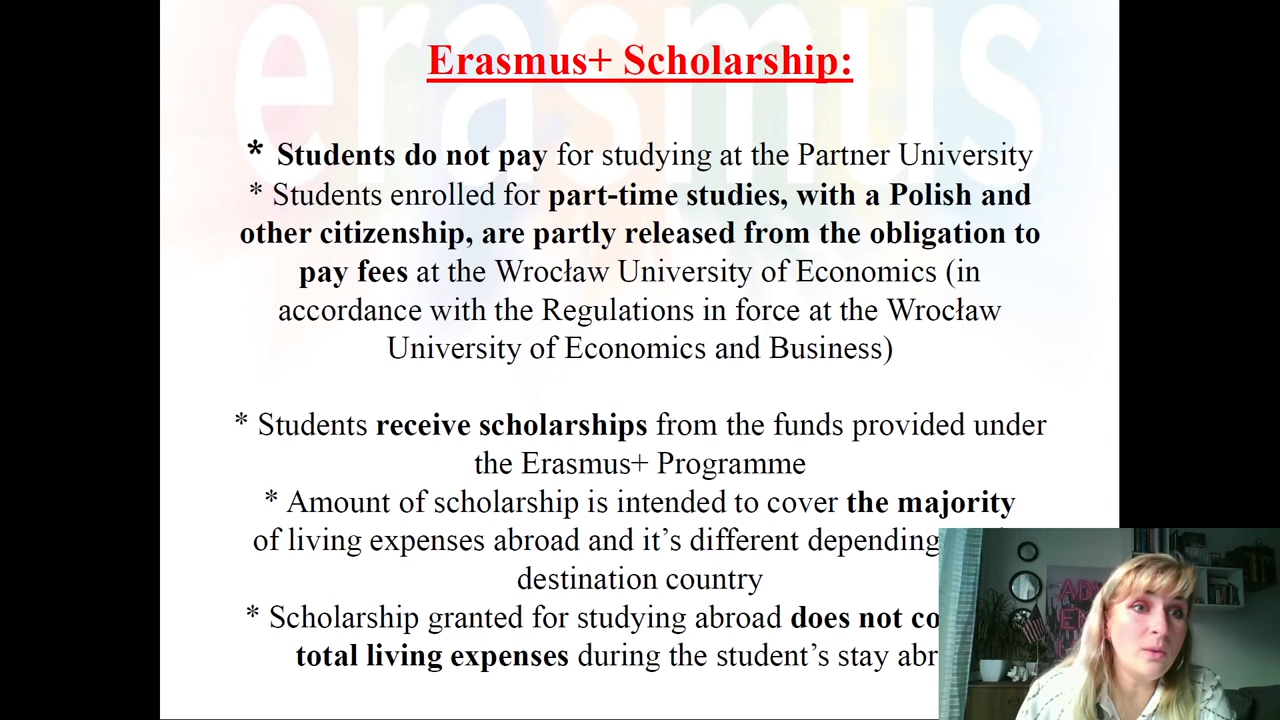 erasmus
Erasmus+ Scholarship:
* Students do not pay for studying at the Partner University
* Students enrolled for part-time studies, with a Polish and
other citizenship, are partly released from the obligation to
pay fees at the Wrocław University of Economics (in
accordance with the Regulations in force at the Wrocław
University of Economics and Business)
* Students receive scholarships from the funds provided under
the Erasmus+ Programme
* Amount of scholarship is intended to cover the majority
of living expenses abroad and it’s different depending
destination country
* Scholarship granted for studying abroad does not co
total living expenses during the student’s stay abr